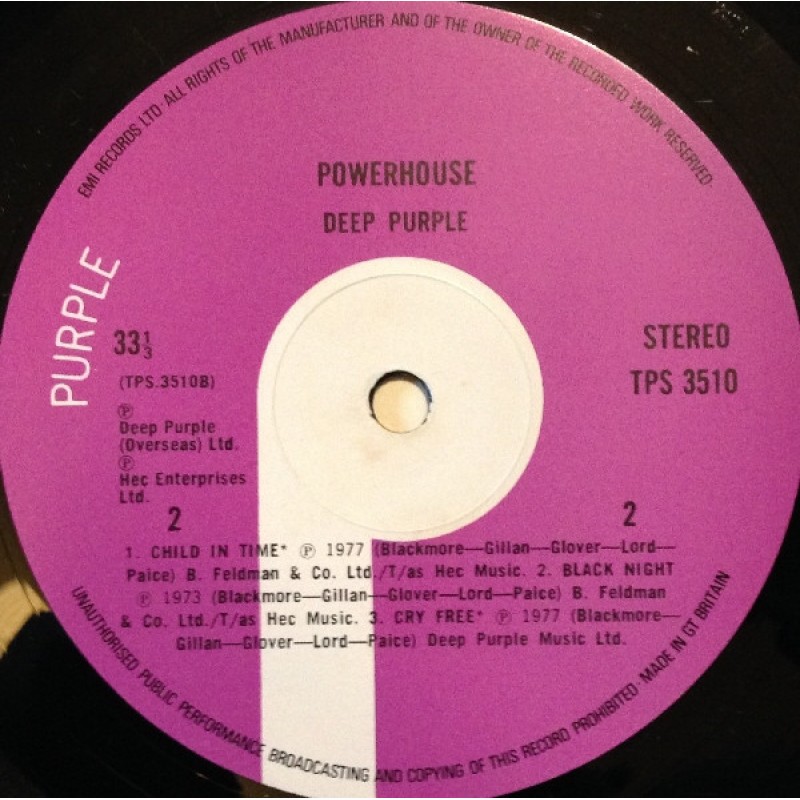 EMI RECORDS LTD · ALL RIGHTS OF THE MANUFACTURER AND OF THE OWNER OF THE RECORDED WORK RESERVED ·
POWERHOUSE
DEEP PURPLE
PURPLE
33⅓
(TPS.3510B)
℗
Deep Purple
(Overseas) Ltd.
℗
Hec Enterprises
Ltd.
2
STEREO
TPS 3510
2
1. CHILD IN TIME* ℗ 1977 (Blackmore—Gillan—Glover—Lord—
Paice) B. Feldman & Co. Ltd./T/as Hec Music. 2. BLACK NIGHT
℗ 1973 (Blackmore—Gillan—Glover—Lord—Paice) B. Feldman
& Co. Ltd./T/as Hec Music. 3. CRY FREE* ℗ 1977 (Blackmore—
Gillan—Glover—Lord—Paice) Deep Purple Music Ltd.
UNAUTHORISED PUBLIC PERFORMANCE BROADCASTING AND COPYING OF THIS RECORD PROHIBITED · MADE IN GT BRITAIN